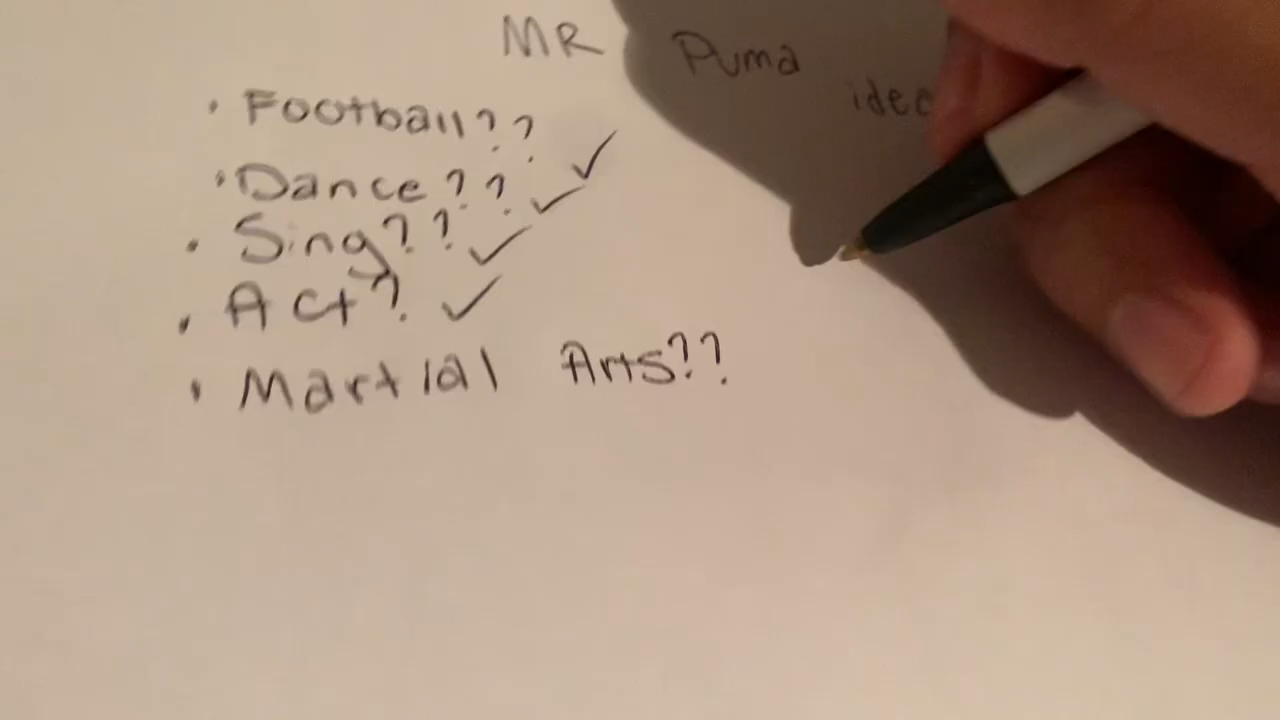 MR Puma
• Football??
• Dance?? ✓
• Sing?? ✓ ✓
• Act? ✓
• Martial Arts??